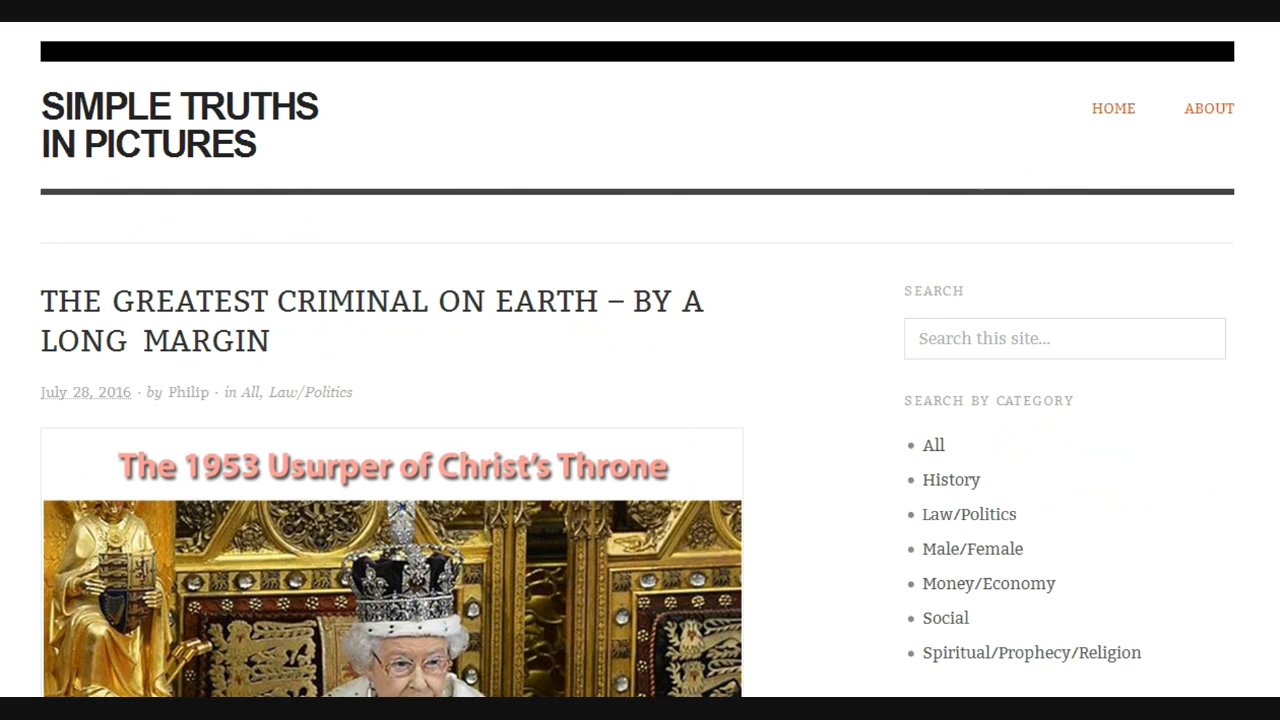 SIMPLE TRUTHS
IN PICTURES
HOME ABOUT
THE GREATEST CRIMINAL ON EARTH – BY A
LONG MARGIN
July 28, 2016 · by Philip · in All, Law/Politics
The 1953 Usurper of Christ's Throne
SEARCH
Search this site...
SEARCH BY CATEGORY
• All
• History
• Law/Politics
• Male/Female
• Money/Economy
• Social
• Spiritual/Prophecy/Religion